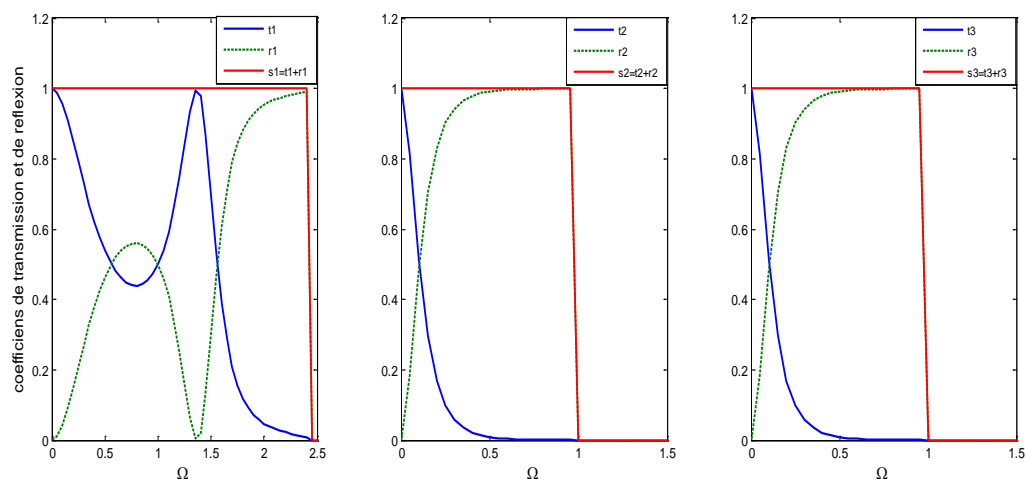 coefficiens de transmission et de reflexion
1.2
1
0.8
0.6
0.4
0.2
0
0 0.5 1 1.5 2 2.5
Ω
t1
r1
s1=t1+r1
1.2
1
0.8
0.6
0.4
0.2
0
0 0.5 1 1.5
Ω
t2
r2
s2=t2+r2
1.2
1
0.8
0.6
0.4
0.2
0
0 0.5 1 1.5
Ω
t3
r3
s3=t3+r3